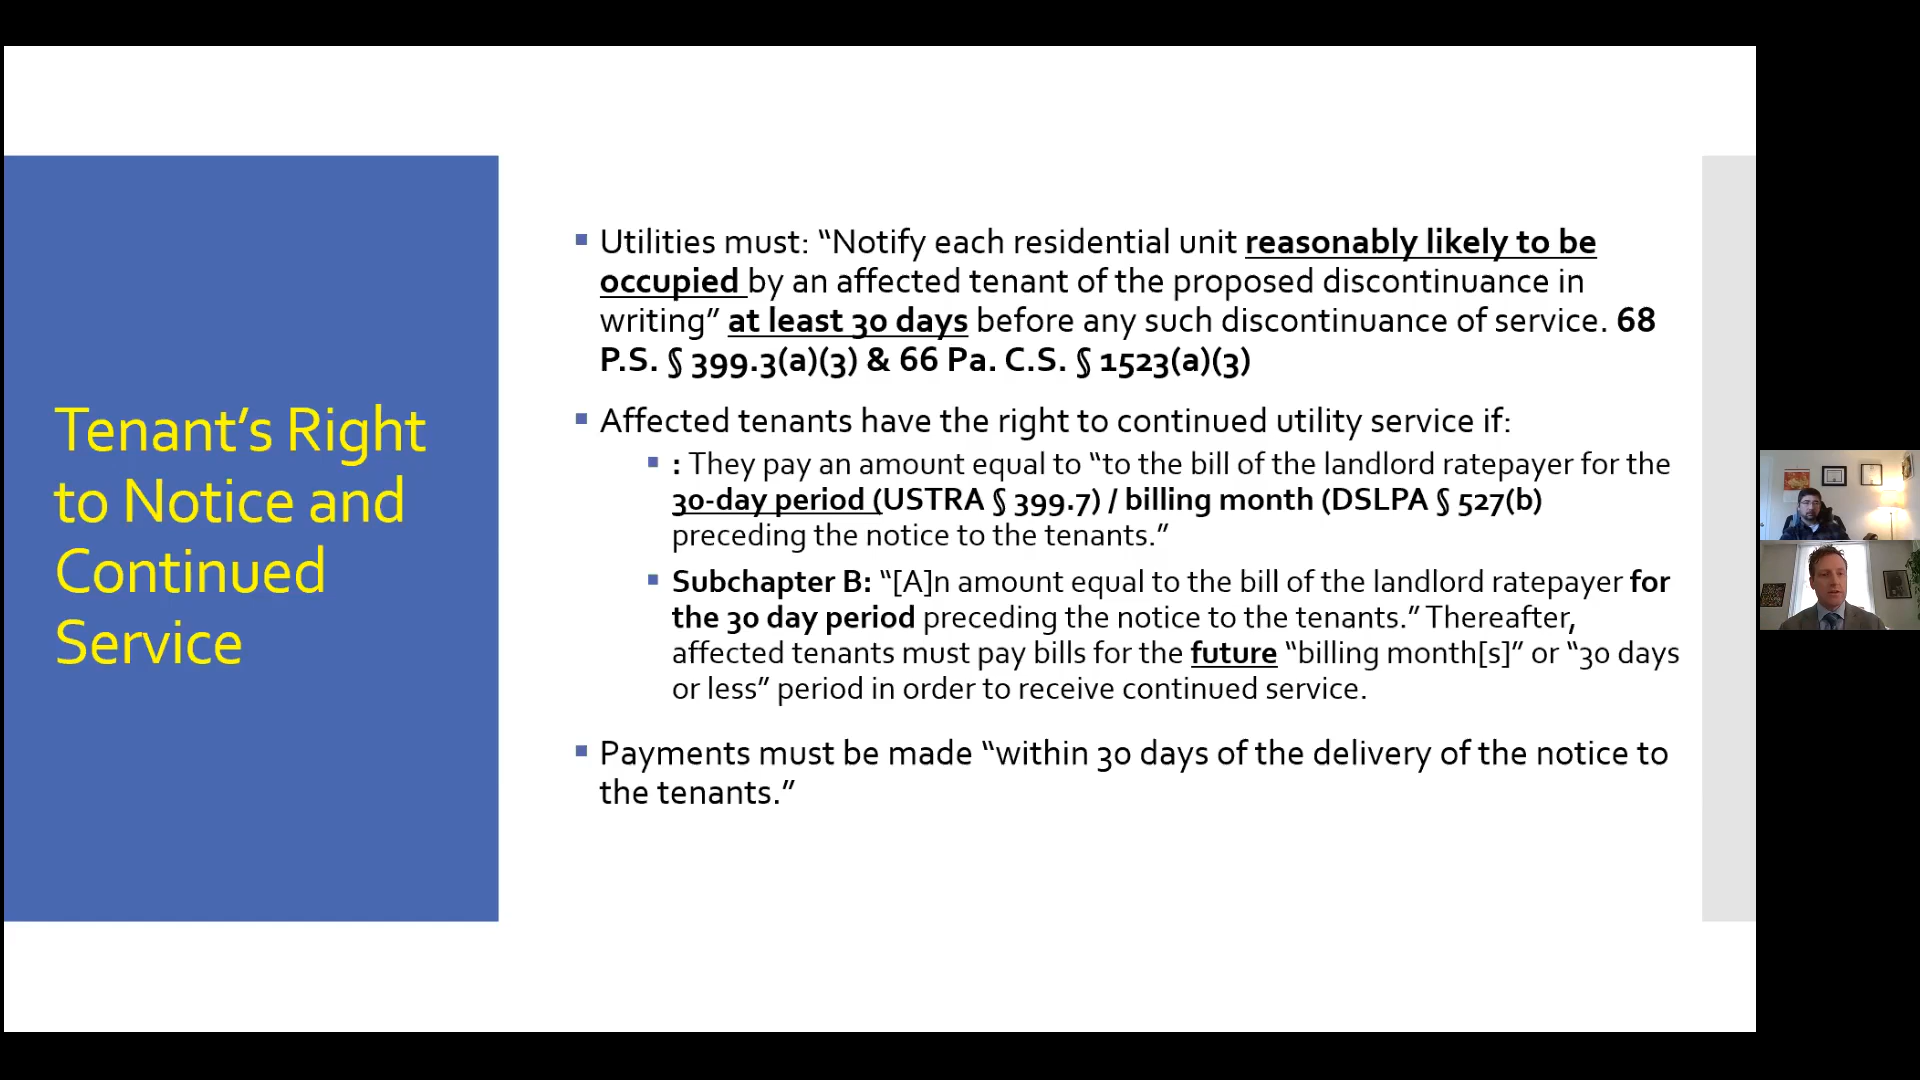 Tenant’s Right
to Notice and
Continued
Service
Utilities must: “Notify each residential unit reasonably likely to be
occupied by an affected tenant of the proposed discontinuance in
writing” at least 30 days before any such discontinuance of service. 68
P.S. § 399.3(a)(3) & 66 Pa. C.S. § 1523(a)(3)
Affected tenants have the right to continued utility service if:
: They pay an amount equal to “to the bill of the landlord ratepayer for the
30-day period (USTRA § 399.7) / billing month (DSLPA § 527(b)
preceding the notice to the tenants.”
Subchapter B: “[A]n amount equal to the bill of the landlord ratepayer for
the 30 day period preceding the notice to the tenants.” Thereafter,
affected tenants must pay bills for the future “billing month[s]” or “30 days
or less” period in order to receive continued service.
Payments must be made “within 30 days of the delivery of the notice to
the tenants.”